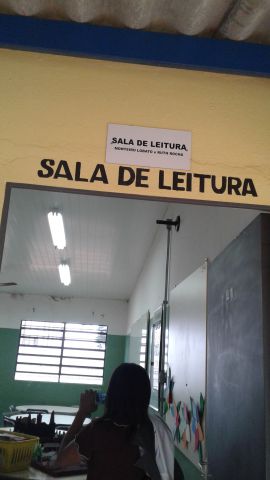 SALA DE LEITURA
MONTEIRO LOBATO e RUTH ROCHA
SALA DE LEITURA